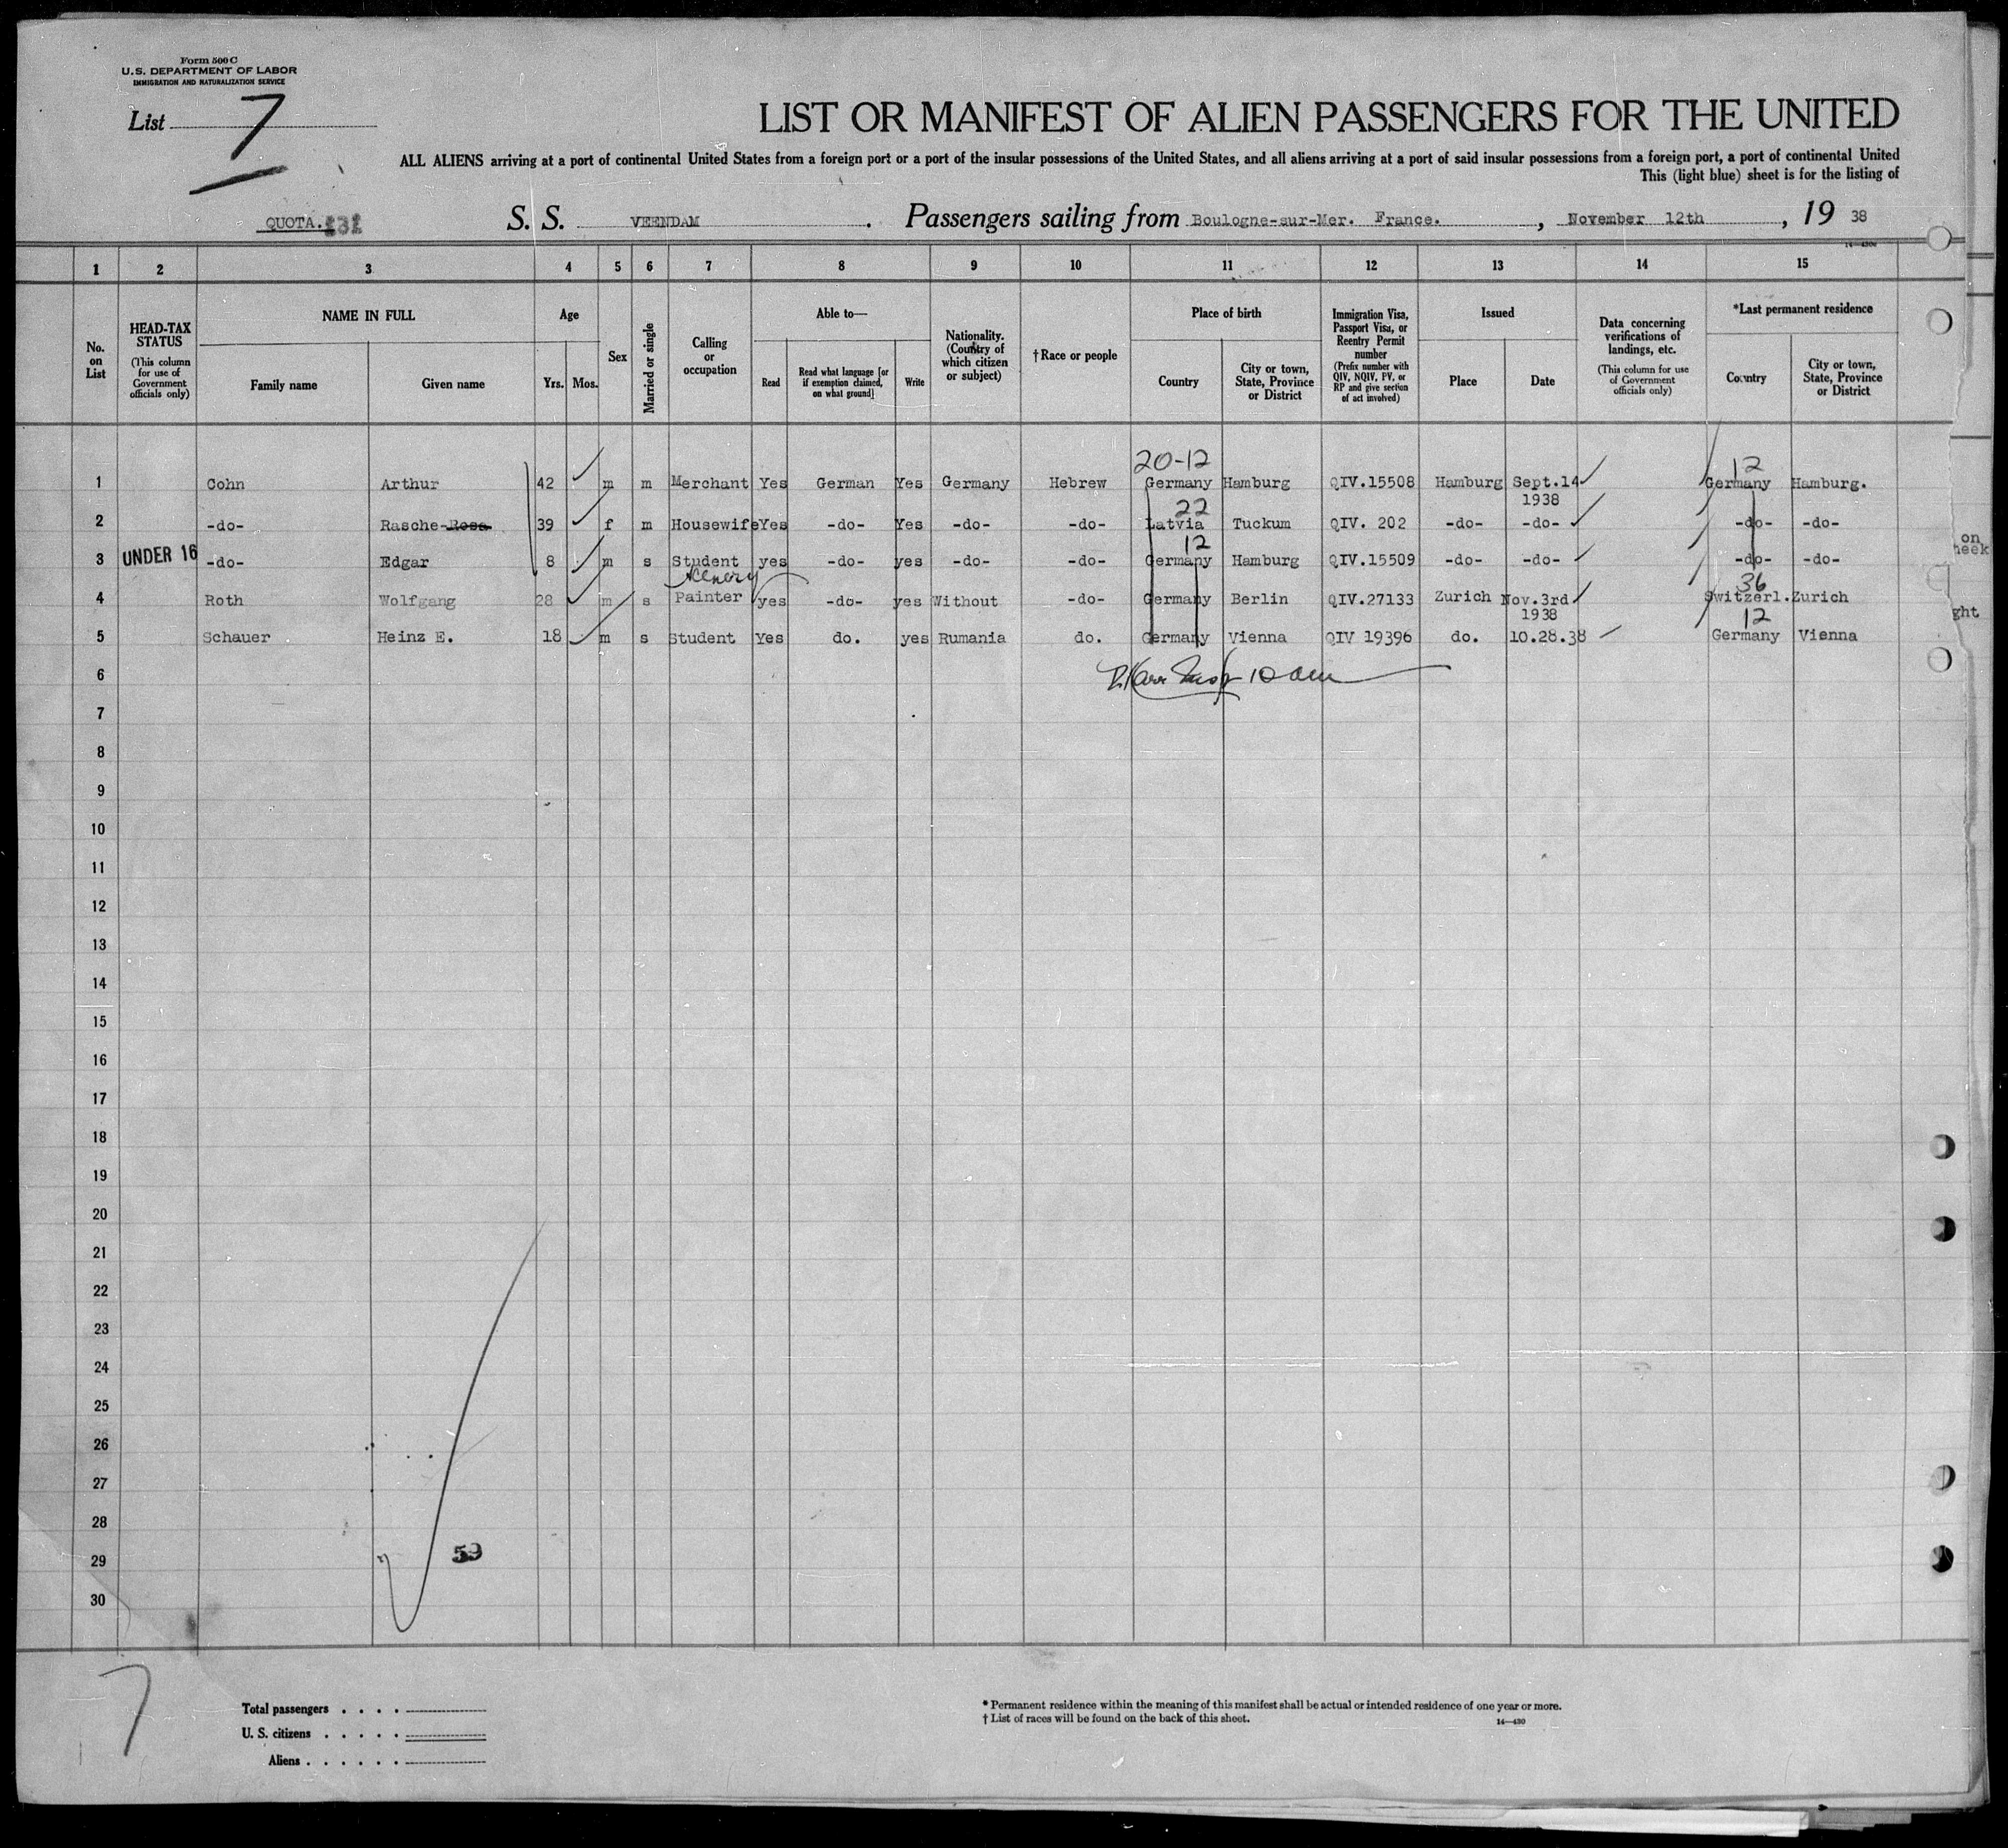 Form 500 C
U. S. DEPARTMENT OF LABOR
IMMIGRATION AND NATURALIZATION SERVICE
List 7
LIST OR MANIFEST OF ALIEN PASSENGERS FOR THE UNITED
ALL ALIENS arriving at a port of continental United States from a foreign port or a port of the insular possessions of the United States, and all aliens arriving at a port of said insular possessions from a foreign port, a port of continental United
This (light blue) sheet is for the listing of
QUOTA. S. S. VEENDAM . Passengers sailing from Boulogne-sur-Mer. France. , November 12th , 19 38
1 2 3 4 5 6 7 8 9 10 11 12 13 14 15
No. on List
HEAD-TAX STATUS (This column for use of Government officials only)
NAME IN FULL Family name Given name
Age Yrs. Mos.
Sex
Married or single
Calling or occupation
Able to— Read Read what language [or if exemption claimed, on what ground] Write
Nationality. (Country of which citizen or subject)
† Race or people
Place of birth Country City or town, State, Province or District
Immigration Visa, Passport Visa, or Reentry Permit number (Prefix number with QIV, NQIV, PV, or RP and give section of act involved)
Issued Place Date
Data concerning verifications of landings, etc. (This column for use of Government officials only)
*Last permanent residence Country City or town, State, Province or District
20-12 12
1 Cohn Arthur 42 m m Merchant Yes German Yes Germany Hebrew Germany Hamburg QIV.15508 Hamburg Sept.14 Germany Hamburg.
22 1938
2 -do- Rasche-Rosa 39 f m Housewife Yes -do- Yes -do- -do- Latvia Tuckum QIV. 202 -do- -do- -do- -do-
12
3 UNDER 16 -do- Edgar 8 m s Student yes -do- yes -do- -do- Germany Hamburg QIV.15509 -do- -do- -do- -do-
36
4 Roth Wolfgang 28 m s Painter yes -do- yes Without -do- Germany Berlin QIV.27133 Zurich Nov.3rd Switzerl. Zurich
1938 12
5 Schauer Heinz E. 18 m s Student Yes do. yes Rumania do. Germany Vienna QIV 19396 do. 10.28.38 Germany Vienna
6
7
8
9
10
11
12
13
14
15
16
17
18
19
20
21
22
23
24
25
26
27
28
29
30
59
7
Total passengers . . . .
U. S. citizens . . . . .
Aliens . . . . . .
* Permanent residence within the meaning of this manifest shall be actual or intended residence of one year or more.
† List of races will be found on the back of this sheet.
14—430
on
ght